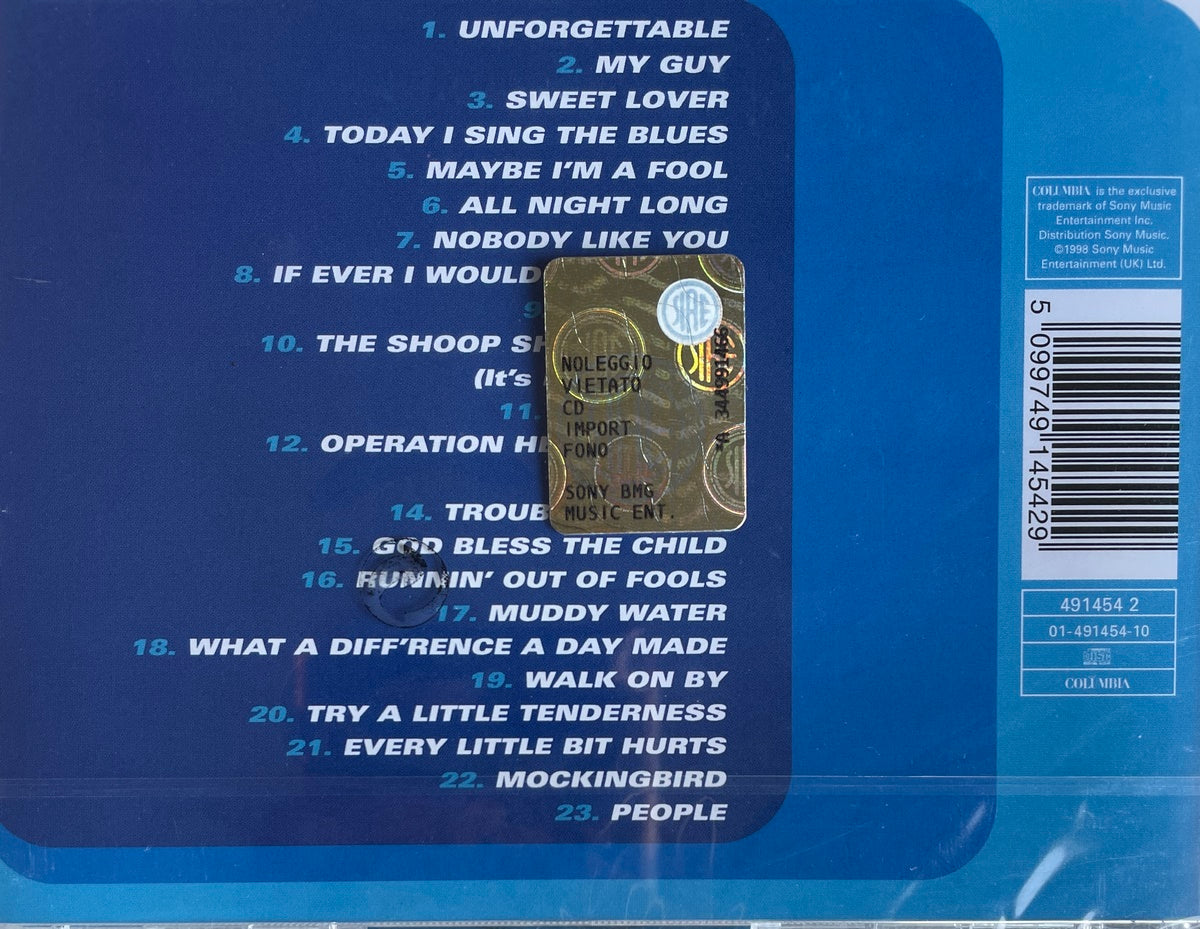 1. UNFORGETTABLE
2. MY GUY
3. SWEET LOVER
4. TODAY I SING THE BLUES
5. MAYBE I'M A FOOL
6. ALL NIGHT LONG
7. NOBODY LIKE YOU
8. IF EVER I WOULD
9
10. THE SHOOP
(It's
11.
12. OPERATION
14.
15. GOD BLESS THE CHILD
16. RUNNIN' OUT OF FOOLS
17. MUDDY WATER
18. WHAT A DIFF'RENCE A DAY MADE
19. WALK ON BY
20. TRY A LITTLE TENDERNESS
21. EVERY LITTLE BIT HURTS
22. MOCKINGBIRD
23. PEOPLE
SIAE
NOLEGGIO
VIETATO
CD
IMPORT
FONO
SONY BMG
MUSIC ENT.
COLUMBIA is the exclusive
trademark of Sony Music
Entertainment Inc.
Distribution Sony Music.
©1998 Sony Music
Entertainment (UK) Ltd.
5 099749 145429
491454 2
01-491454-10
DISC
COLUMBIA